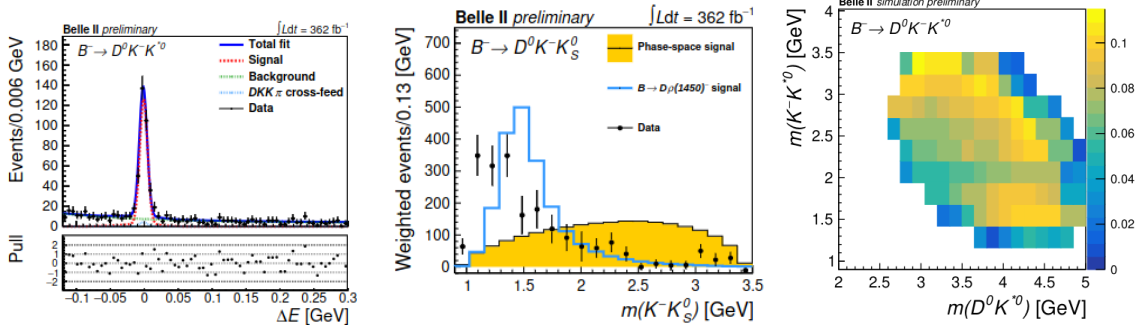 Belle II preliminary ∫Ldt = 362 fb⁻¹
B⁻→ D⁰K⁻K*⁰
Total fit
Signal
Background
DKKπ cross-feed
Data
Events/0.006 GeV
180
160
140
120
100
80
60
40
20
0
Pull
2
1
0
−1
−2
−0.1 −0.05 0 0.05 0.1 0.15 0.2 0.25 0.3
ΔE [GeV]
Belle II preliminary ∫Ldt = 362 fb⁻¹
B⁻→ D⁰K⁻K⁰S
Phase-space signal
B→ Dρ(1450)⁻ signal
Data
Weighted events/0.13 [GeV]
700
600
500
400
300
200
100
0
1 1.5 2 2.5 3 3.5
m(K⁻K⁰S) [GeV]
Belle II simulation preliminary
B⁻→ D⁰K⁻K*⁰
m(K⁻K*⁰) [GeV]
4
3.5
3
2.5
2
1.5
1
2 2.5 3 3.5 4 4.5 5
m(D⁰K*⁰) [GeV]
0.1
0.08
0.06
0.04
0.02
0